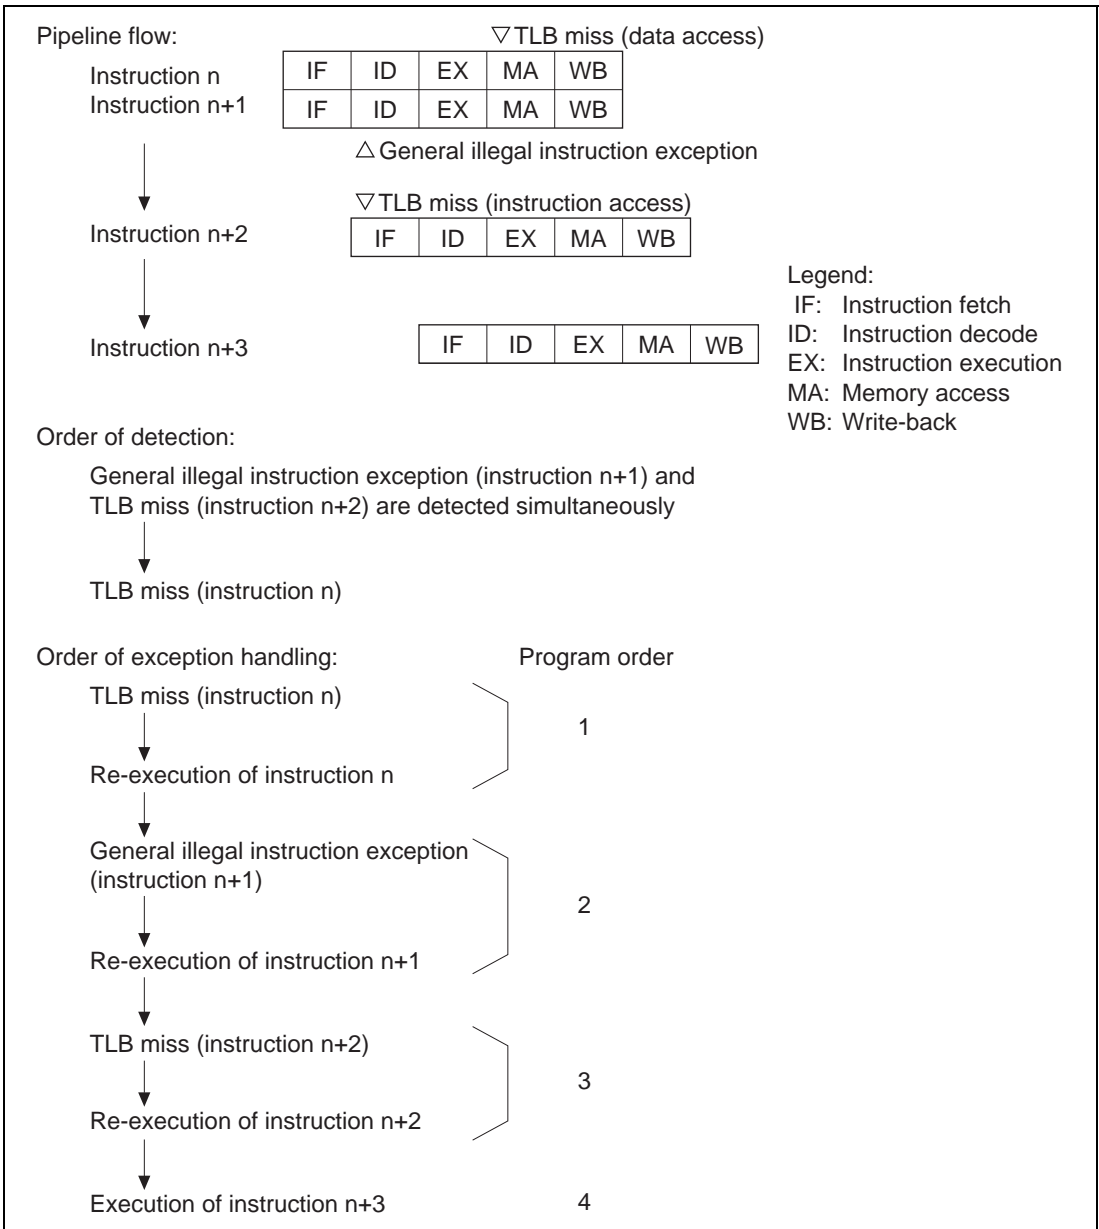 Pipeline flow:
▽TLB miss (data access)
Instruction n
IF ID EX MA WB
Instruction n+1
IF ID EX MA WB
△General illegal instruction exception
▽TLB miss (instruction access)
Instruction n+2
IF ID EX MA WB
Instruction n+3
IF ID EX MA WB
Legend:
IF: Instruction fetch
ID: Instruction decode
EX: Instruction execution
MA: Memory access
WB: Write-back
Order of detection:
General illegal instruction exception (instruction n+1) and
TLB miss (instruction n+2) are detected simultaneously
TLB miss (instruction n)
Order of exception handling:
Program order
TLB miss (instruction n)
1
Re-execution of instruction n
General illegal instruction exception
(instruction n+1)
2
Re-execution of instruction n+1
TLB miss (instruction n+2)
3
Re-execution of instruction n+2
Execution of instruction n+3
4